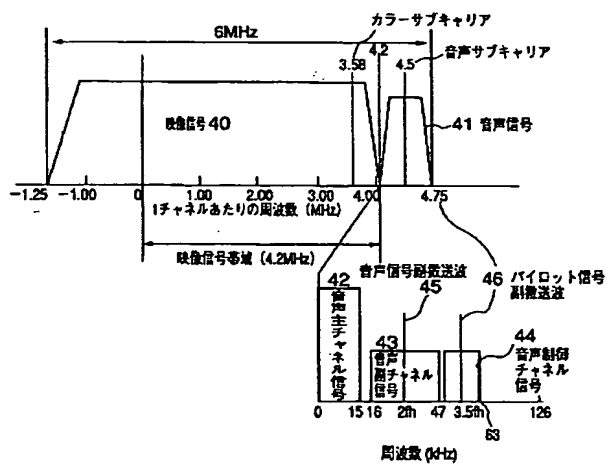 カラーサブキャリア
6MHz
4.2
3.58
4.5
音声サブキャリア
映像信号 40
41 音声信号
-1.25 -1.00 0 1.00 2.00 3.00 4.00 4.75
1チャネルあたりの周波数 (MHz)
映像信号帯域 (4.2MHz)
音声信号副搬送波
45
46 パイロット信号
副搬送波
42
音声主チャネル信号
43
音声副チャネル
信号
44
音声制御
チャネル
信号
0 15 16 2fh 47 3.5fh 63 126
周波数 (kHz)